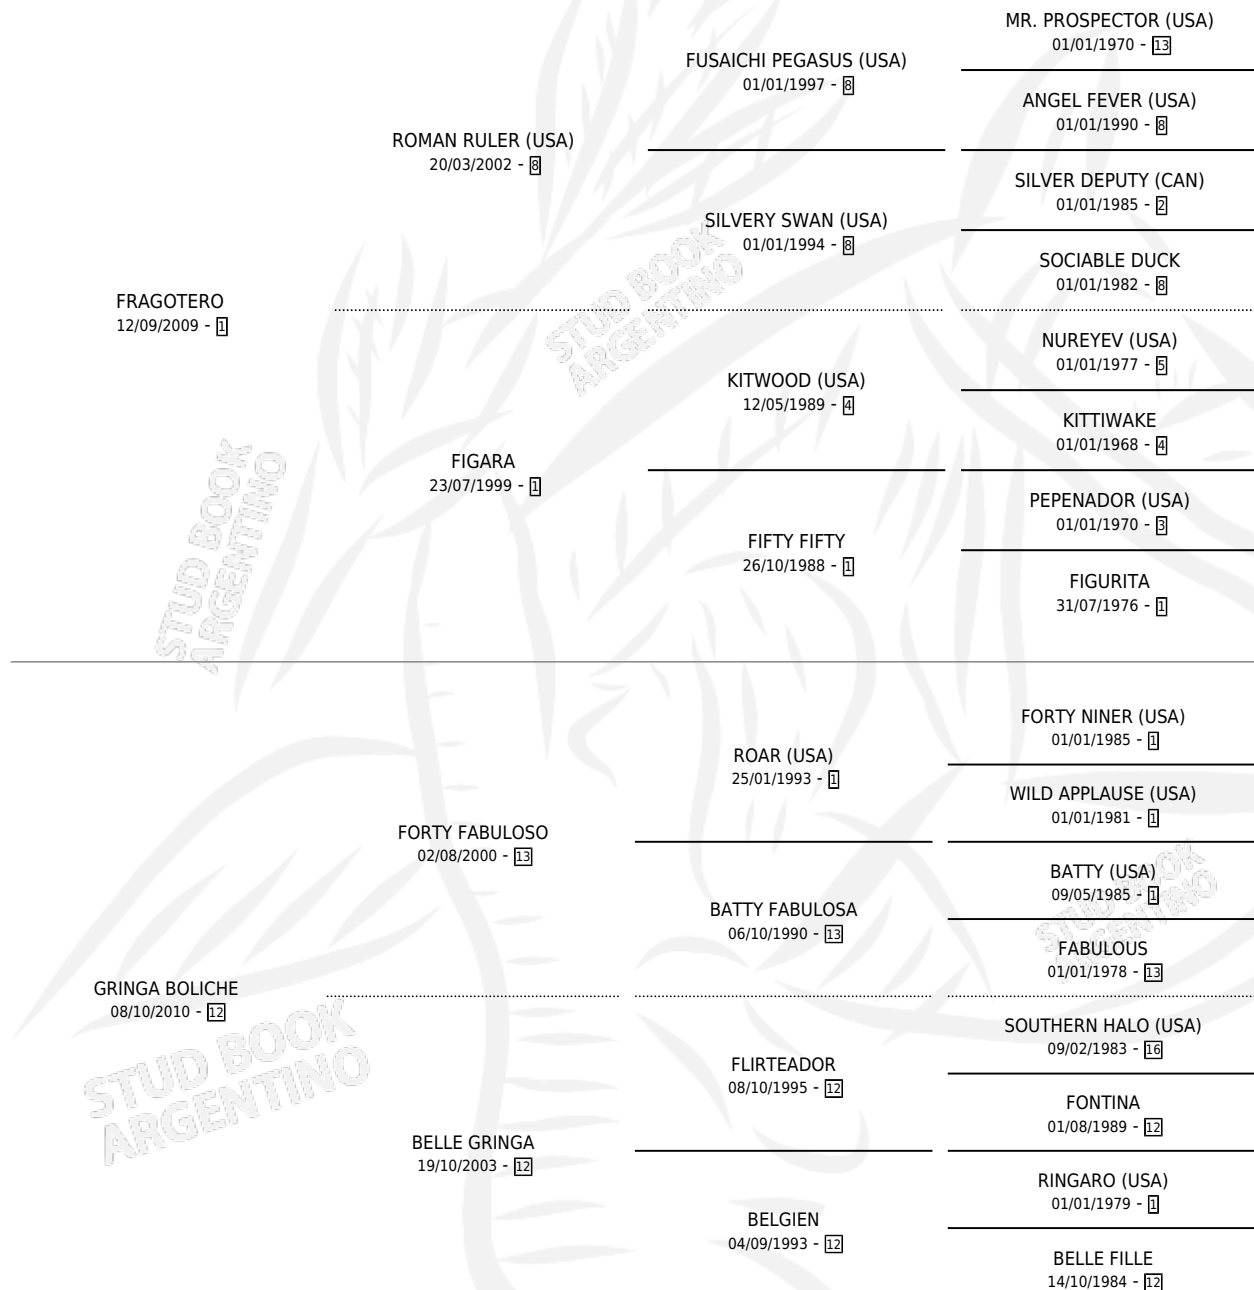 MR. PROSPECTOR (USA)
01/01/1970 - 13
FUSAICHI PEGASUS (USA)
01/01/1997 - 8
ANGEL FEVER (USA)
01/01/1990 - 8
ROMAN RULER (USA)
20/03/2002 - 8
SILVER DEPUTY (CAN)
01/01/1985 - 2
SILVERY SWAN (USA)
01/01/1994 - 8
SOCIABLE DUCK
01/01/1982 - 8
STUD BOOK
ARGENTINO
FRAGOTERO
12/09/2009 - 1
NUREYEV (USA)
01/01/1977 - 5
KITWOOD (USA)
12/05/1989 - 4
KITTIWAKE
01/01/1968 - 4
FIGARA
23/07/1999 - 1
PEPENADOR (USA)
01/01/1970 - 3
FIFTY FIFTY
26/10/1988 - 1
FIGURITA
31/07/1976 - 1
STUD BOOK
ARGENTINO
FORTY NINER (USA)
01/01/1985 - 1
ROAR (USA)
25/01/1993 - 1
WILD APPLAUSE (USA)
01/01/1981 - 1
FORTY FABULOSO
02/08/2000 - 13
BATTY (USA)
09/05/1985 - 1
BATTY FABULOSA
06/10/1990 - 13
FABULOUS
01/01/1978 - 13
STUD BOOK
ARGENTINO
GRINGA BOLICHE
08/10/2010 - 12
SOUTHERN HALO (USA)
09/02/1983 - 16
FLIRTEADOR
08/10/1995 - 12
FONTINA
01/08/1989 - 12
STUD BOOK
ARGENTINO
BELLE GRINGA
19/10/2003 - 12
RINGARO (USA)
01/01/1979 - 1
BELGIEN
04/09/1993 - 12
BELLE FILLE
14/10/1984 - 12